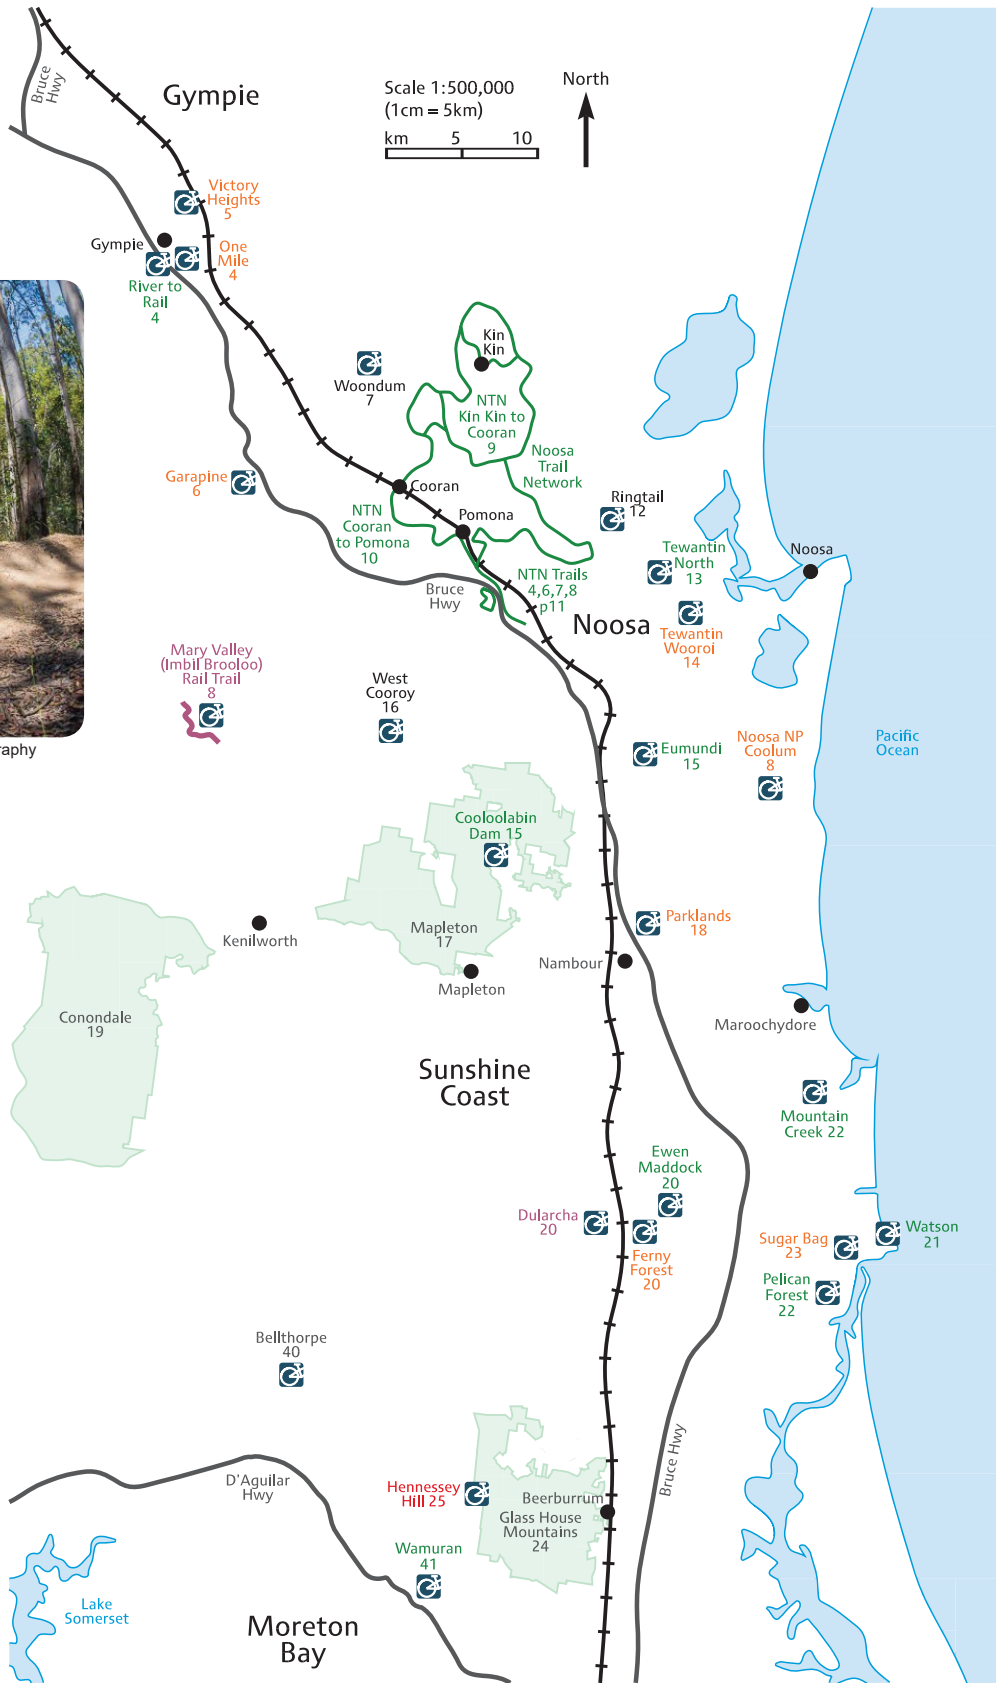 Bruce
Hwy
Gympie
Scale 1:500,000
(1cm = 5km)
km 5 10
North
Victory
Heights
5
Gympie
One
Mile
4
River to
Rail
4
Kin
Kin
Woondum
7
NTN
Kin Kin to
Cooran
9
Noosa
Trail
Network
Garapine
6
Cooran
Ringtail
12
NTN
Cooran
to Pomona
10
Pomona
Tewantin
North
13
Noosa
Bruce
Hwy
NTN Trails
4,6,7,8
p11
Noosa
Tewantin
Wooroi
14
Mary Valley
(Imbil Brooloo)
Rail Trail
8
West
Cooroy
16
raphy
Eumundi
15
Noosa NP
Coolum
8
Pacific
Ocean
Cooloolabin
Dam 15
Kenilworth
Mapleton
17
Parklands
18
Nambour
Mapleton
Conondale
19
Maroochydore
Sunshine
Coast
Mountain
Creek 22
Ewen
Maddock
20
Dularcha
20
Ferny
Forest
20
Sugar Bag
23
Watson
21
Pelican
Forest
22
Bellthorpe
40
Bruce Hwy
D'Aguilar
Hwy
Hennessey
Hill 25
Beerburrum
Glass House
Mountains
24
Wamuran
41
Lake
Somerset
Moreton
Bay